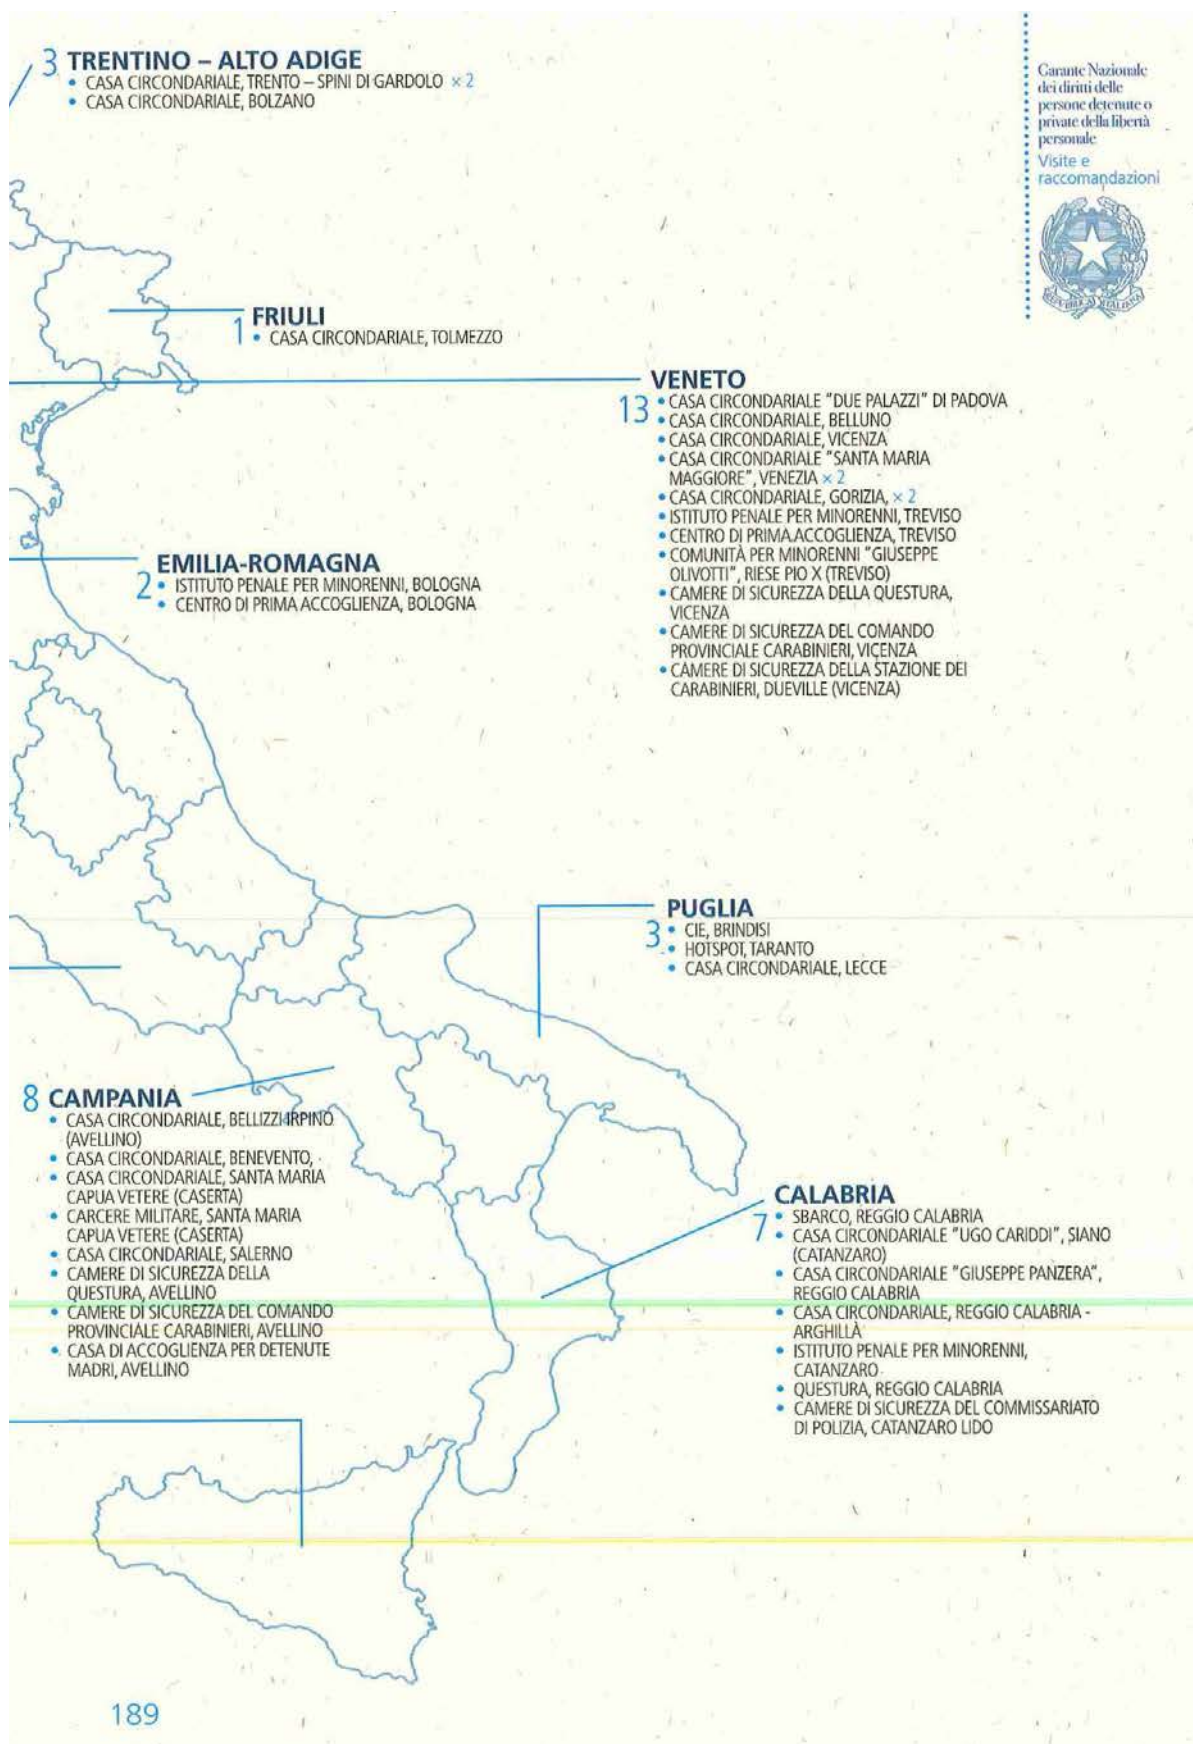 3 TRENTINO – ALTO ADIGE
• CASA CIRCONDARIALE, TRENTO – SPINI DI GARDOLO × 2
• CASA CIRCONDARIALE, BOLZANO
Garante Nazionale
dei diritti delle
persone detenute o
private della libertà
personale
Visite e
raccomandazioni
REPVBBLICA ITALIANA
FRIULI
1 • CASA CIRCONDARIALE, TOLMEZZO
VENETO
13 • CASA CIRCONDARIALE "DUE PALAZZI" DI PADOVA
• CASA CIRCONDARIALE, BELLUNO
• CASA CIRCONDARIALE, VICENZA
• CASA CIRCONDARIALE "SANTA MARIA
MAGGIORE", VENEZIA × 2
• CASA CIRCONDARIALE, GORIZIA, × 2
• ISTITUTO PENALE PER MINORENNI, TREVISO
• CENTRO DI PRIMA ACCOGLIENZA, TREVISO
• COMUNITÀ PER MINORENNI "GIUSEPPE
OLIVOTTI", RIESE PIO X (TREVISO)
• CAMERE DI SICUREZZA DELLA QUESTURA,
VICENZA
• CAMERE DI SICUREZZA DEL COMANDO
PROVINCIALE CARABINIERI, VICENZA
• CAMERE DI SICUREZZA DELLA STAZIONE DEI
CARABINIERI, DUEVILLE (VICENZA)
EMILIA-ROMAGNA
2 • ISTITUTO PENALE PER MINORENNI, BOLOGNA
• CENTRO DI PRIMA ACCOGLIENZA, BOLOGNA
PUGLIA
3 • CIE, BRINDISI
• HOTSPOT, TARANTO
• CASA CIRCONDARIALE, LECCE
8 CAMPANIA
• CASA CIRCONDARIALE, BELLIZZI IRPINO
(AVELLINO)
• CASA CIRCONDARIALE, BENEVENTO,
• CASA CIRCONDARIALE, SANTA MARIA
CAPUA VETERE (CASERTA)
• CARCERE MILITARE, SANTA MARIA
CAPUA VETERE (CASERTA)
• CASA CIRCONDARIALE, SALERNO
• CAMERE DI SICUREZZA DELLA
QUESTURA, AVELLINO
• CAMERE DI SICUREZZA DEL COMANDO
PROVINCIALE CARABINIERI, AVELLINO
• CASA DI ACCOGLIENZA PER DETENUTE
MADRI, AVELLINO
CALABRIA
7 • SBARCO, REGGIO CALABRIA
• CASA CIRCONDARIALE "UGO CARIDDI", SIANO
(CATANZARO)
• CASA CIRCONDARIALE "GIUSEPPE PANZERA",
REGGIO CALABRIA
• CASA CIRCONDARIALE, REGGIO CALABRIA -
ARGHILLÀ
• ISTITUTO PENALE PER MINORENNI,
CATANZARO
• QUESTURA, REGGIO CALABRIA
• CAMERE DI SICUREZZA DEL COMMISSARIATO
DI POLIZIA, CATANZARO LIDO
189